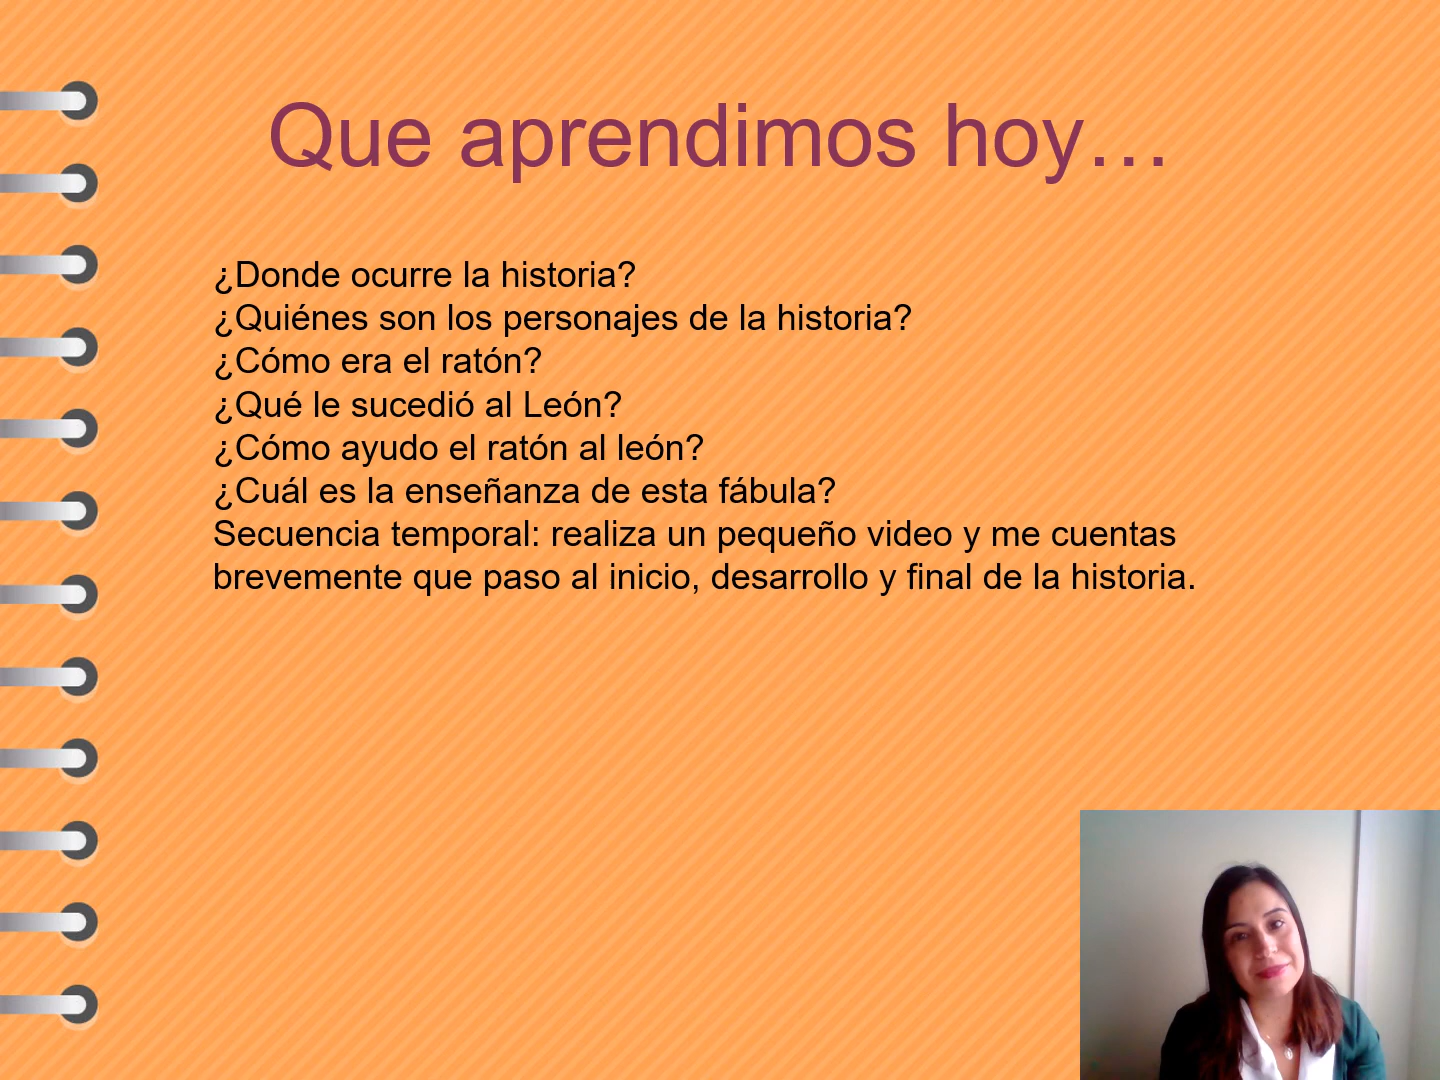 Que aprendimos hoy…
¿Donde ocurre la historia?
¿Quiénes son los personajes de la historia?
¿Cómo era el ratón?
¿Qué le sucedió al León?
¿Cómo ayudo el ratón al león?
¿Cuál es la enseñanza de esta fábula?
Secuencia temporal: realiza un pequeño video y me cuentas
brevemente que paso al inicio, desarrollo y final de la historia.